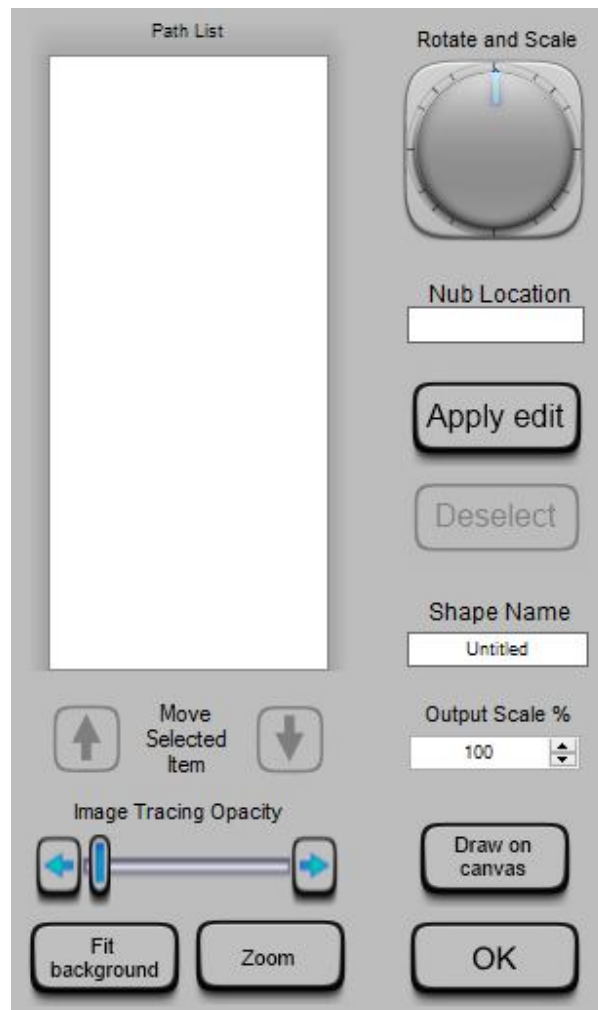 Path List
Rotate and Scale
Nub Location
Apply edit
Deselect
Shape Name
Untitled
Move
Selected
Item
Output Scale %
100
Image Tracing Opacity
Draw on
canvas
Fit
background
Zoom
OK